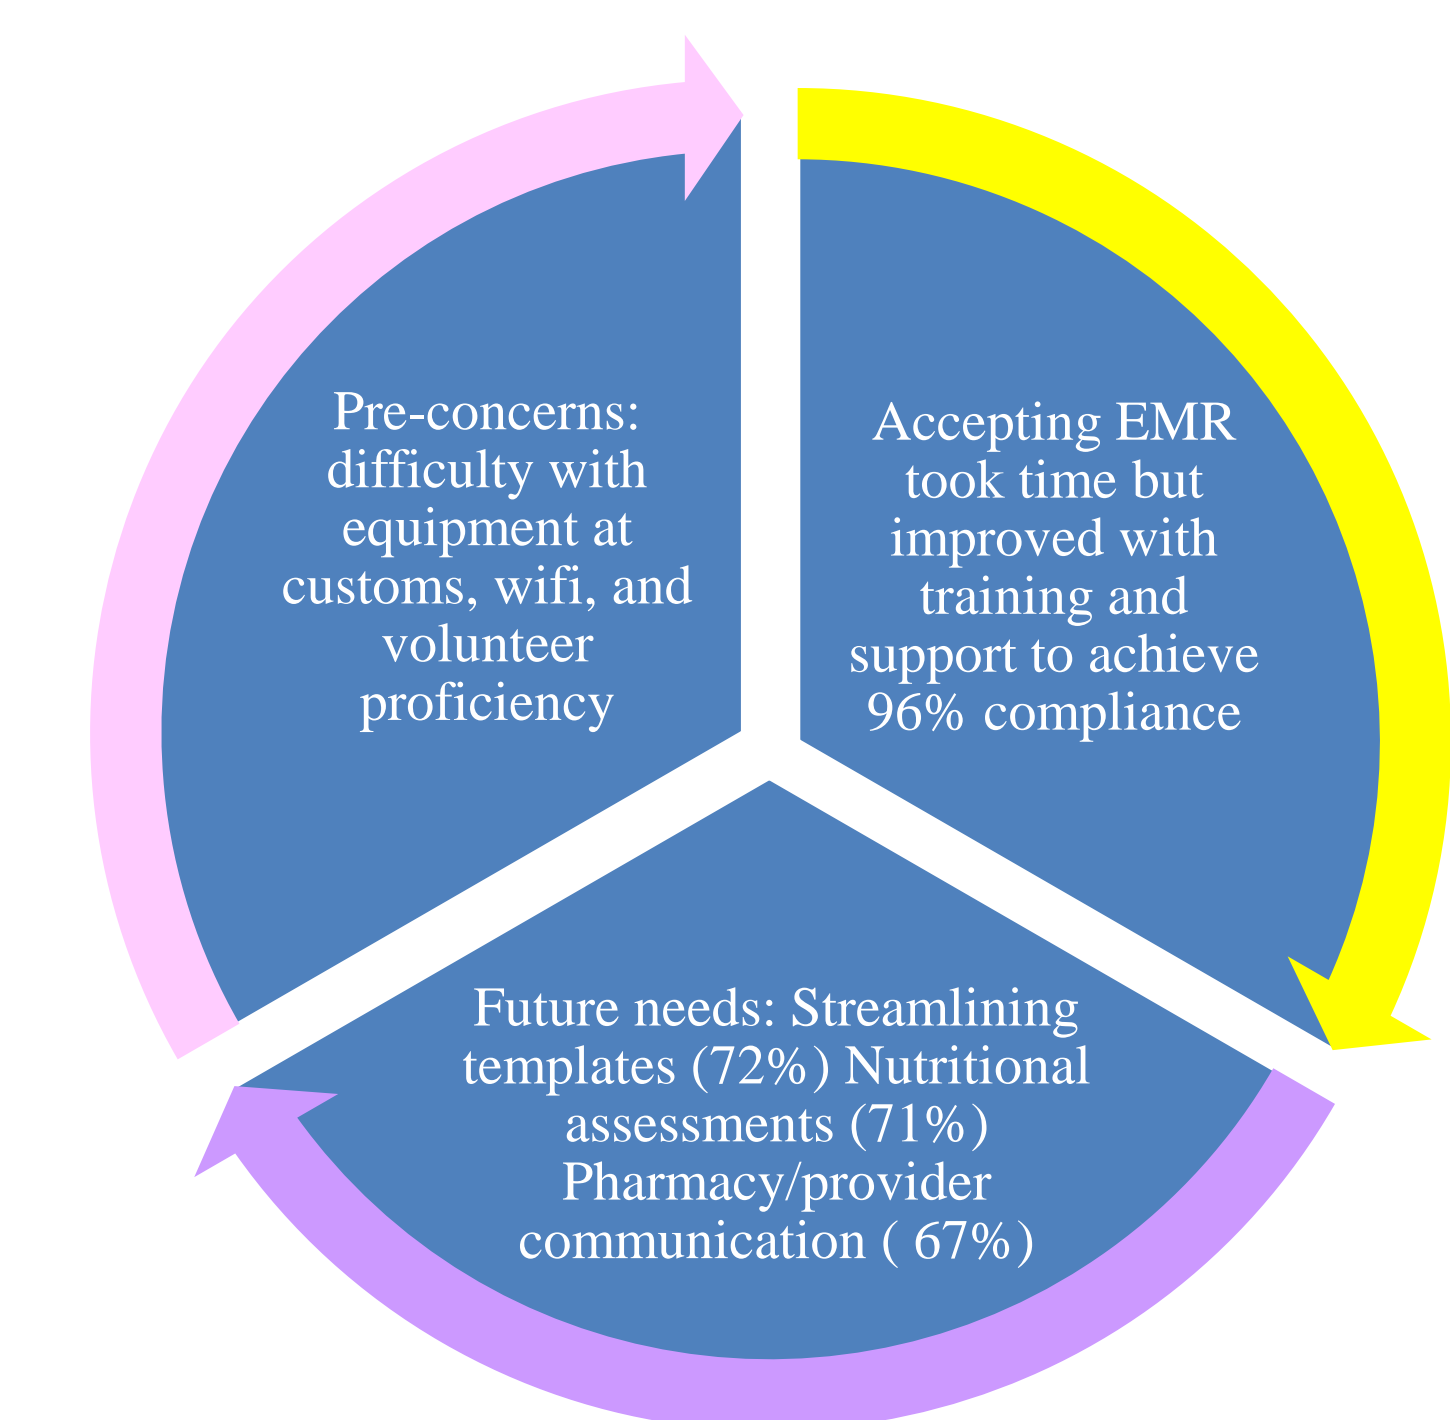 Pre-concerns:
difficulty with
equipment at
customs, wifi, and
volunteer
proficiency
Accepting EMR
took time but
improved with
training and
support to achieve
96% compliance
Future needs: Streamlining
templates (72%) Nutritional
assessments (71%)
Pharmacy/provider
communication ( 67%)